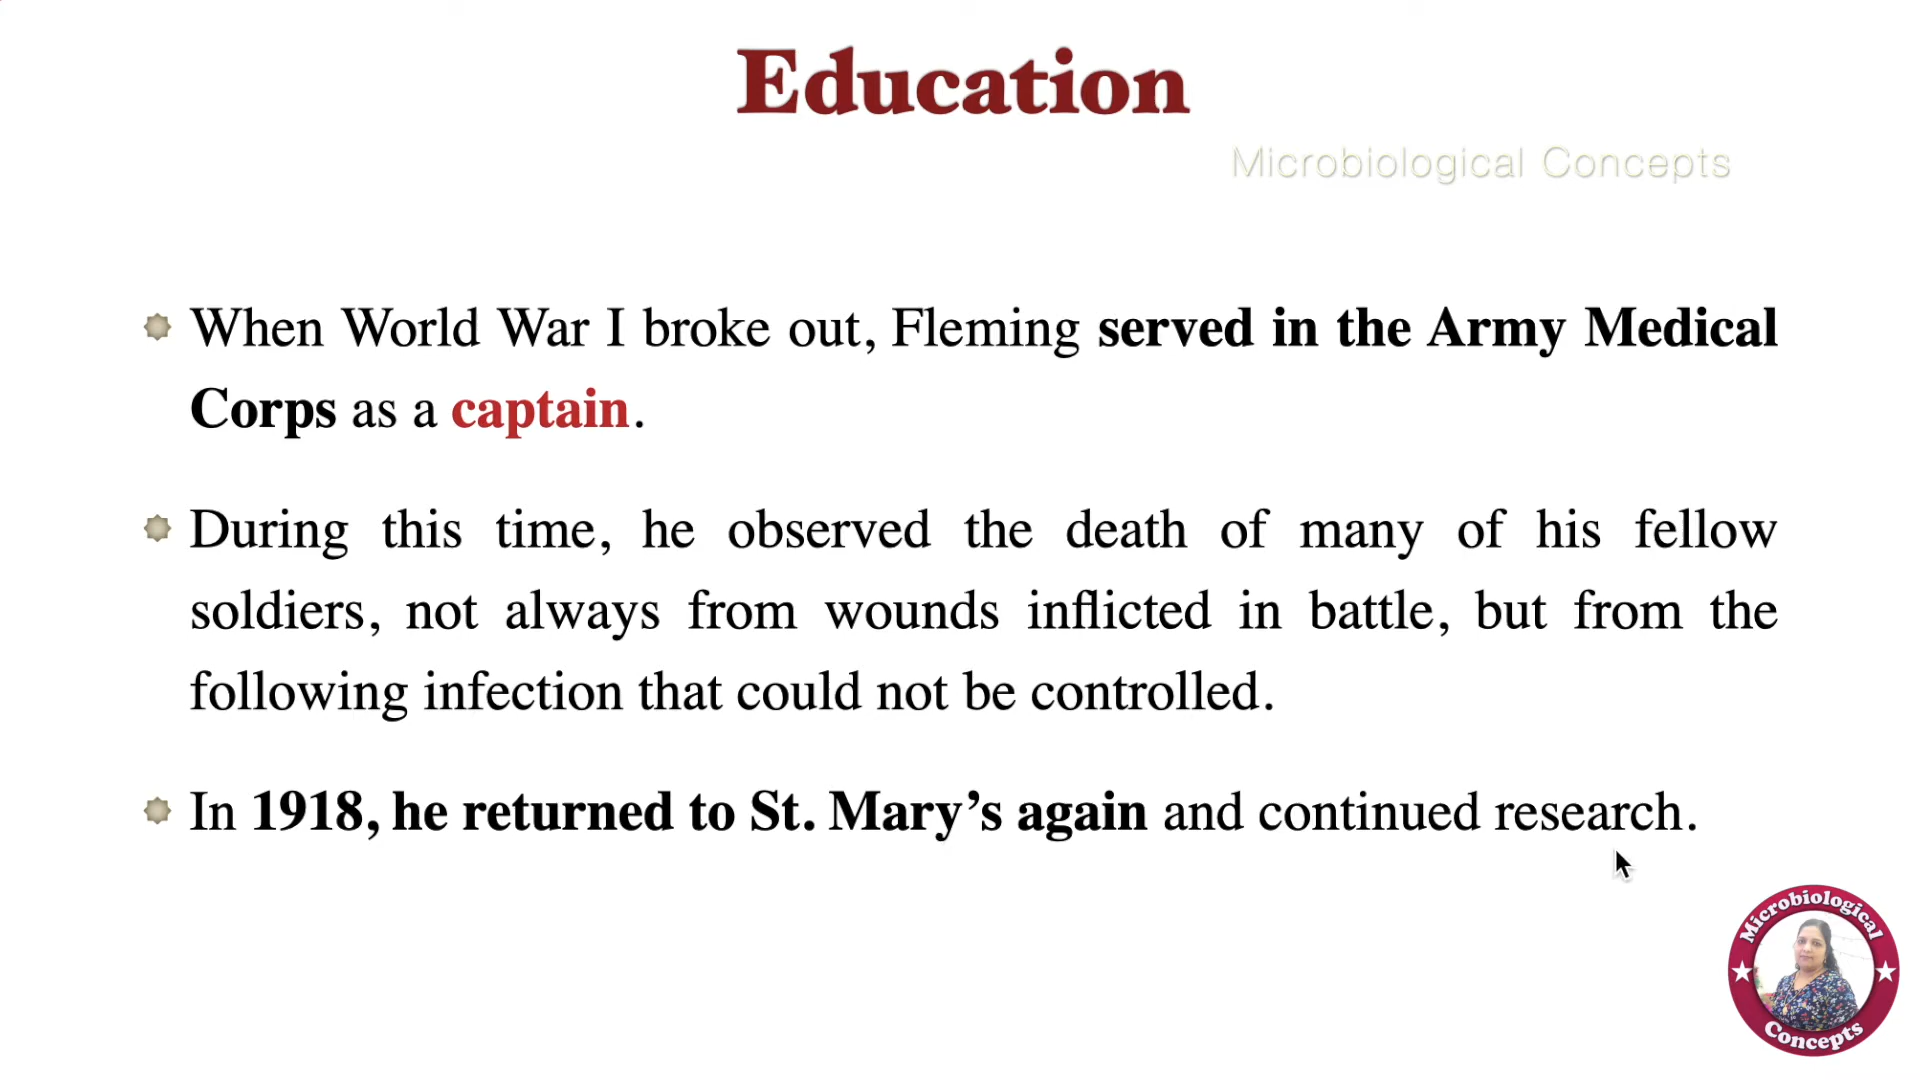 Education
Microbiological Concepts
When World War I broke out, Fleming served in the Army Medical
Corps as a captain.
During this time, he observed the death of many of his fellow
soldiers, not always from wounds inflicted in battle, but from the
following infection that could not be controlled.
In 1918, he returned to St. Mary’s again and continued research.
Microbiological
Concepts